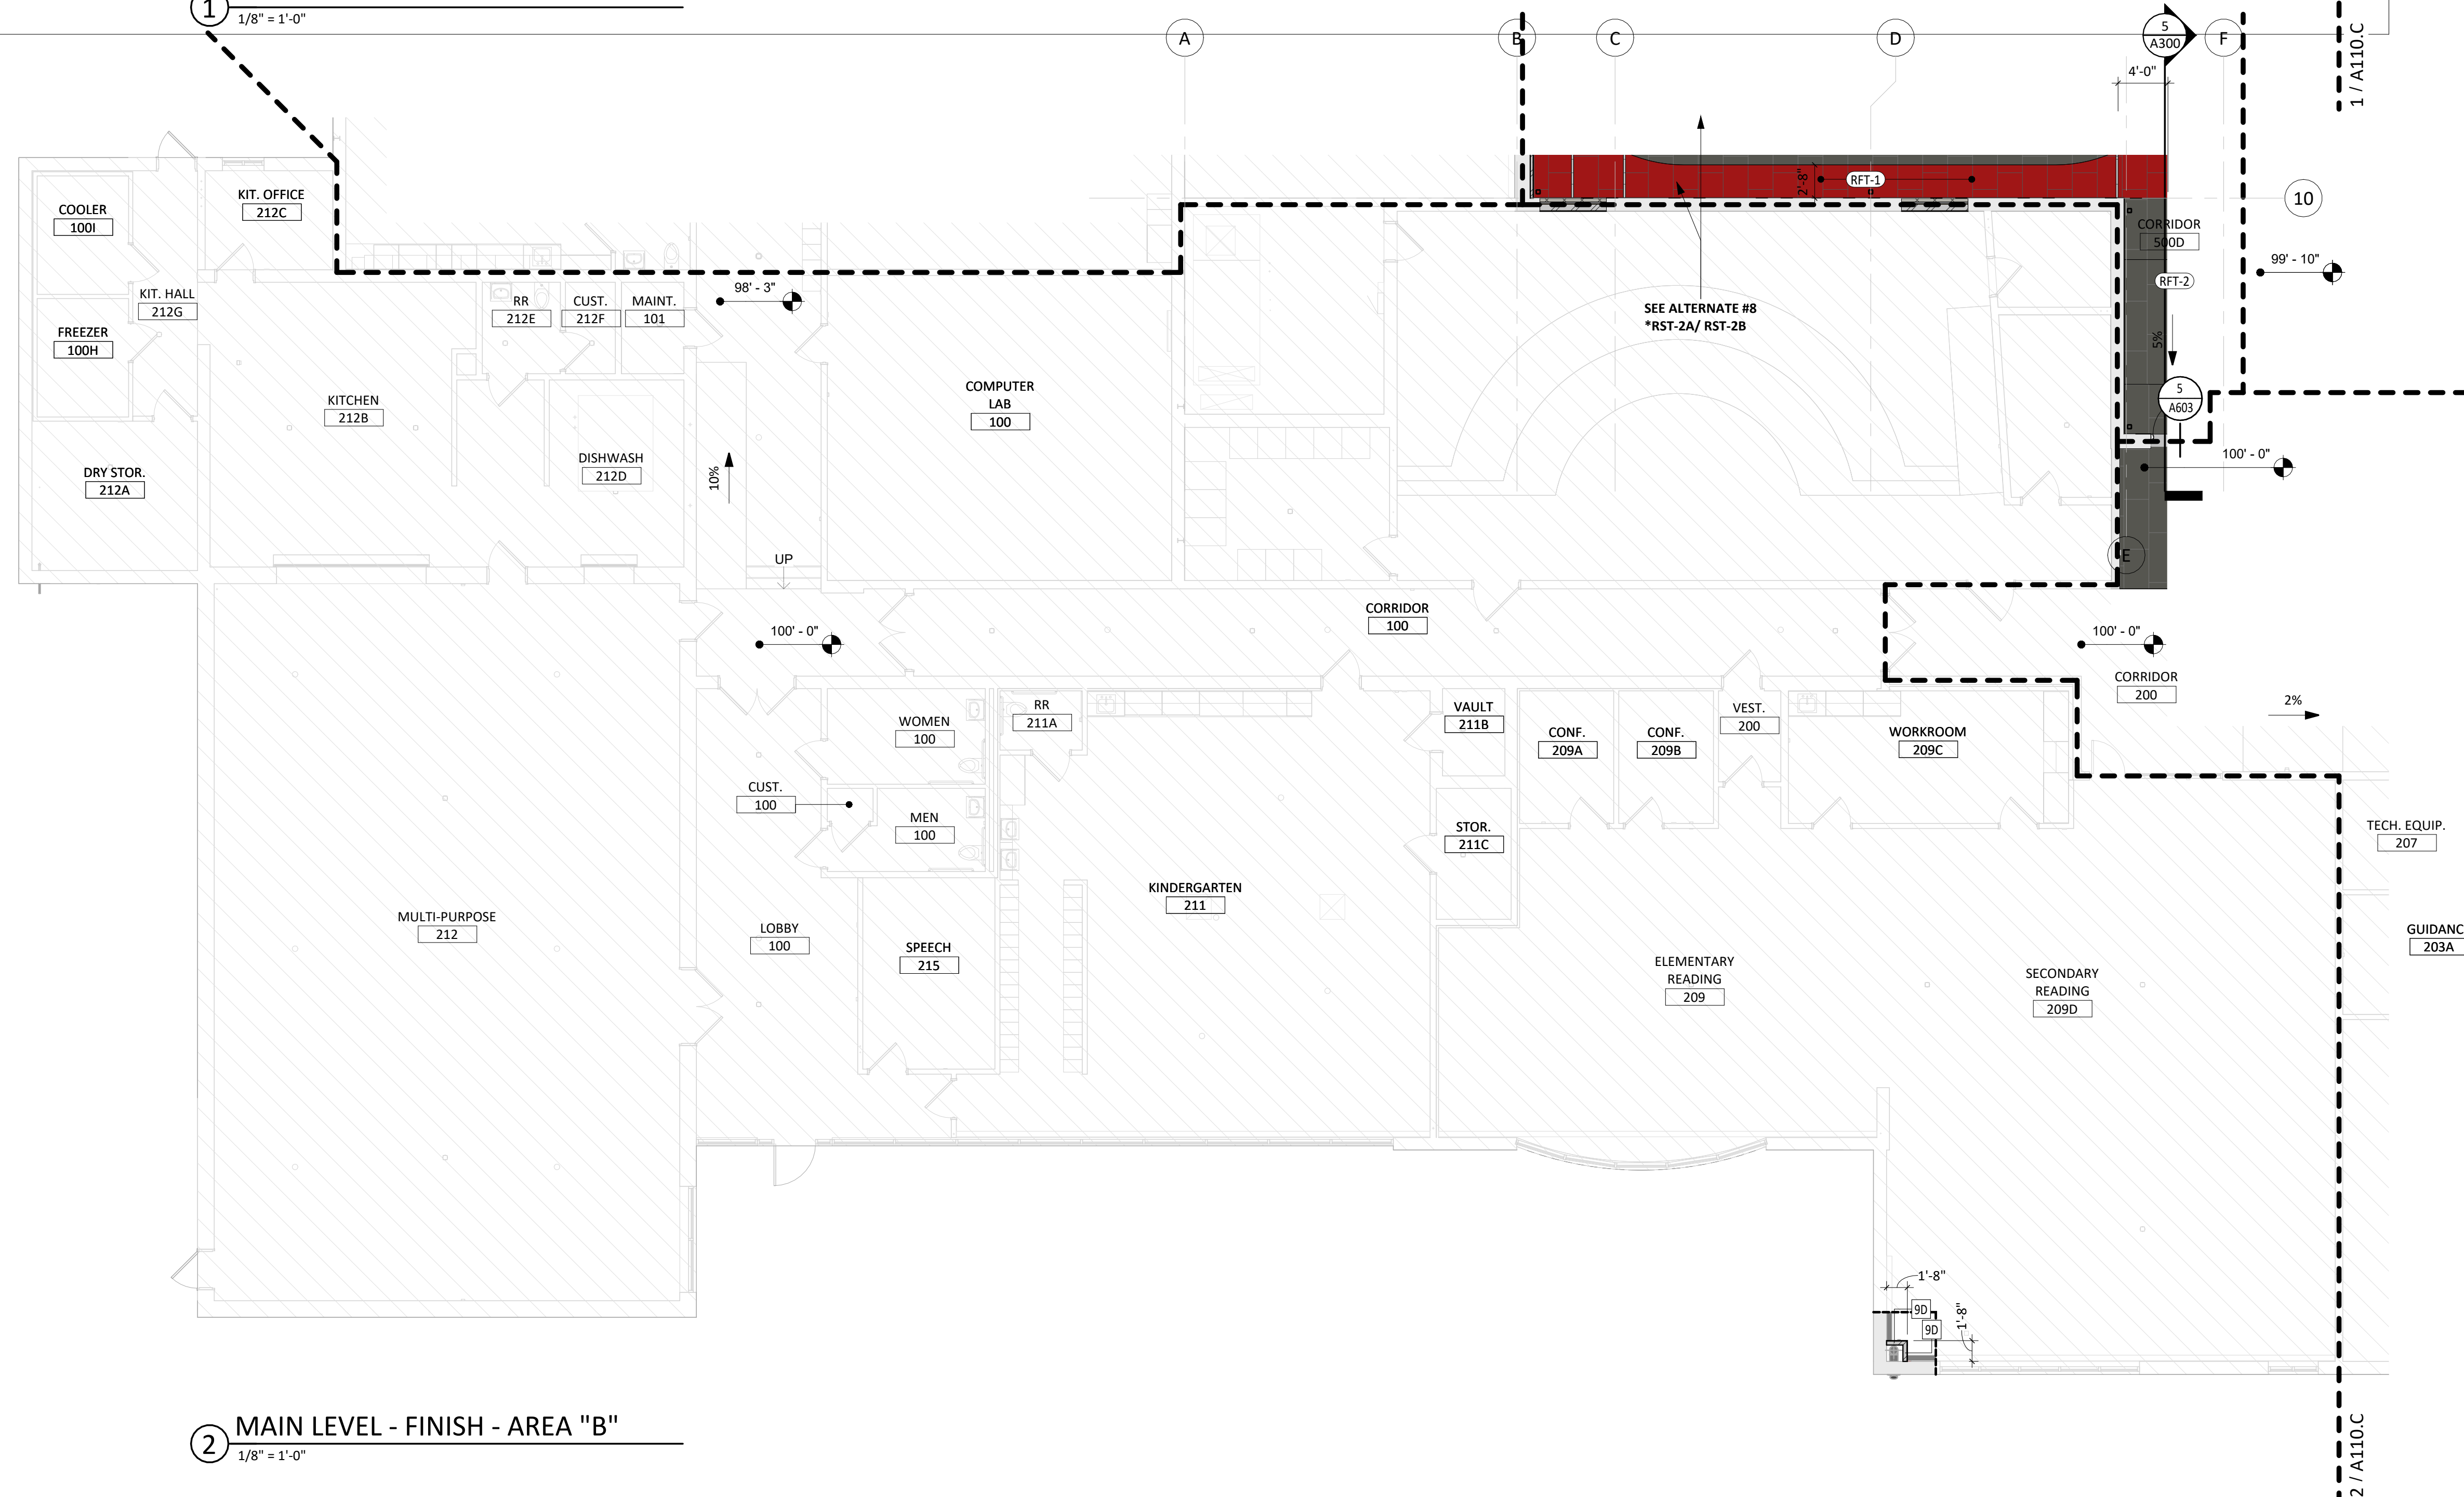 1
1/8" = 1'-0"
A
B
C
D
5
A300
F
1 / A110.C
4'-0"
KIT. OFFICE
212C
COOLER
100I
2'-8"
RFT-1
10
CORRIDOR
500D
99' - 10"
RFT-2
KIT. HALL
212G
98' - 3"
RR
212E
CUST.
212F
MAINT.
101
SEE ALTERNATE #8
*RST-2A/ RST-2B
FREEZER
100H
5%
COMPUTER
LAB
100
5
A603
KITCHEN
212B
DISHWASH
212D
10%
100' - 0"
DRY STOR.
212A
UP
E
CORRIDOR
100
100' - 0"
100' - 0"
CORRIDOR
200
2%
WOMEN
100
RR
211A
VAULT
211B
CONF.
209A
CONF.
209B
VEST.
200
WORKROOM
209C
CUST.
100
MEN
100
STOR.
211C
TECH. EQUIP.
207
MULTI-PURPOSE
212
LOBBY
100
SPEECH
215
KINDERGARTEN
211
GUIDANC
203A
ELEMENTARY
READING
209
SECONDARY
READING
209D
1'-8"
9D
9D
1'-8"
2
MAIN LEVEL - FINISH - AREA "B"
1/8" = 1'-0"
2 / A110.C